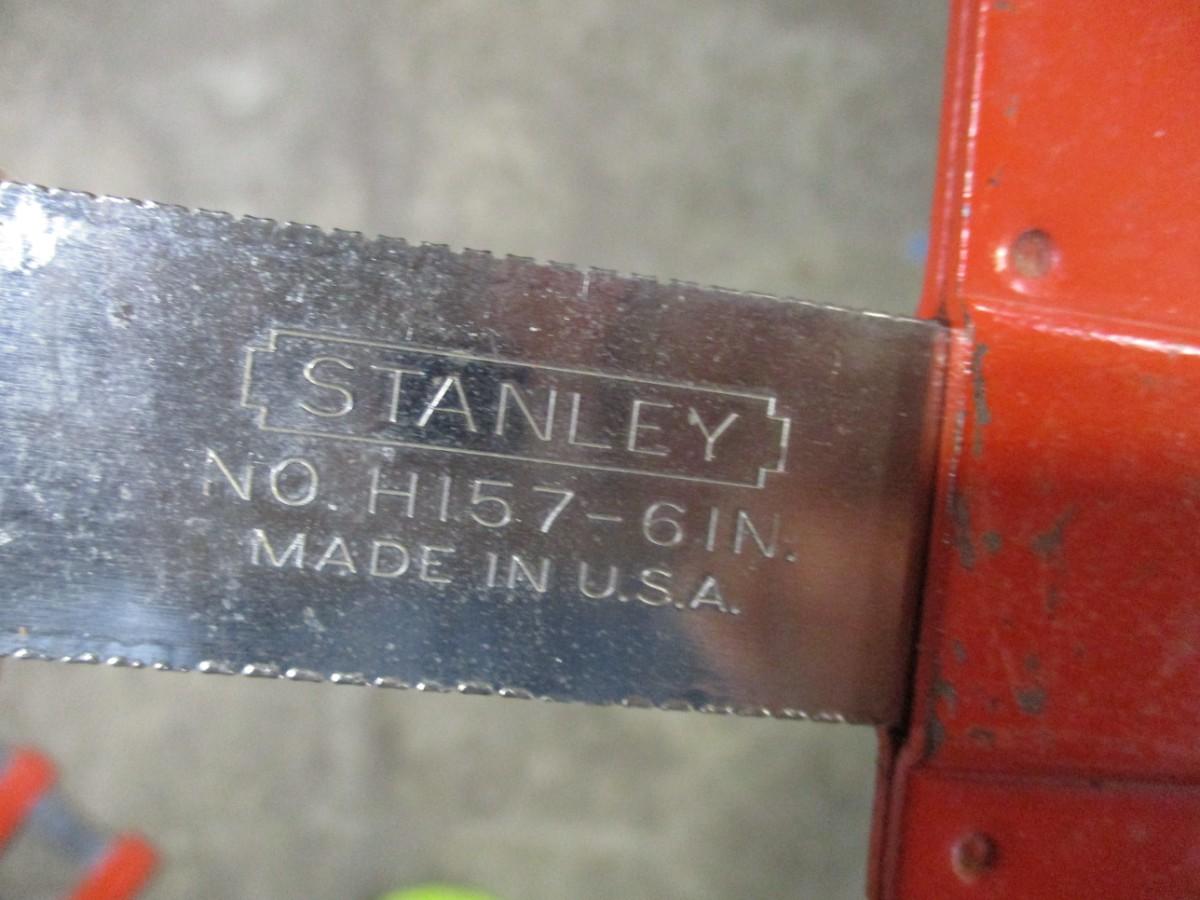 STANLEY
NO. H157-6IN.
MADE IN U.S.A.